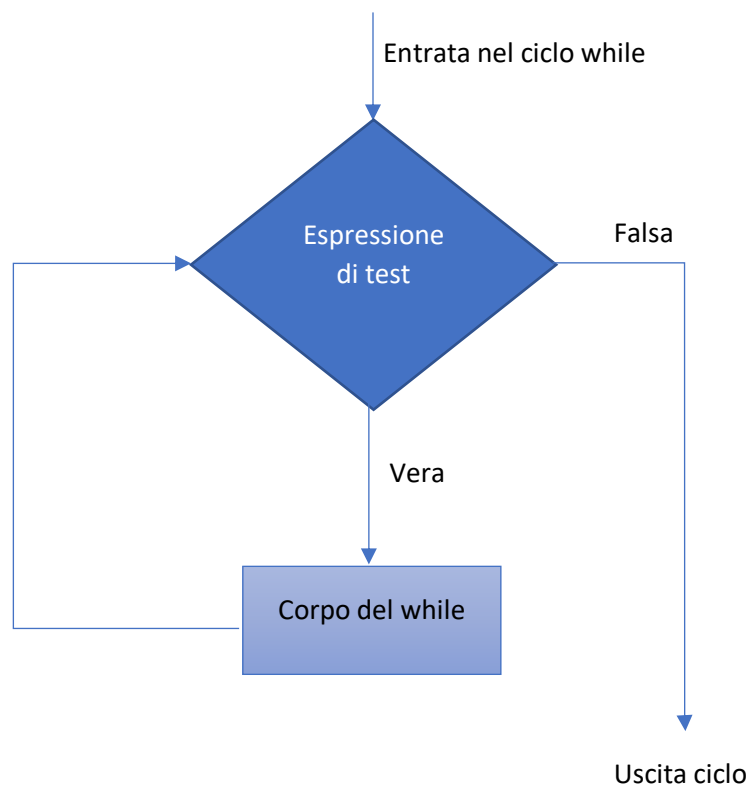 Entrata nel ciclo while
Espressione
di test
Falsa
Vera
Corpo del while
Uscita ciclo